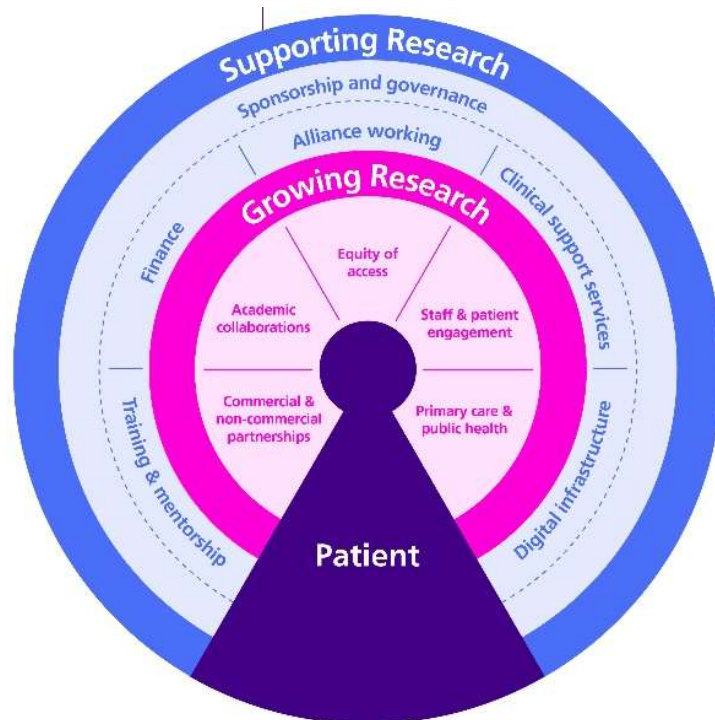 Supporting Research
Sponsorship and governance
Alliance working
Finance
Clinical support services
Training & mentorship
Digital infrastructure
Growing Research
Equity of
access
Academic
collaborations
Staff & patient
engagement
Commercial &
non-commercial
partnerships
Primary care &
public health
Patient